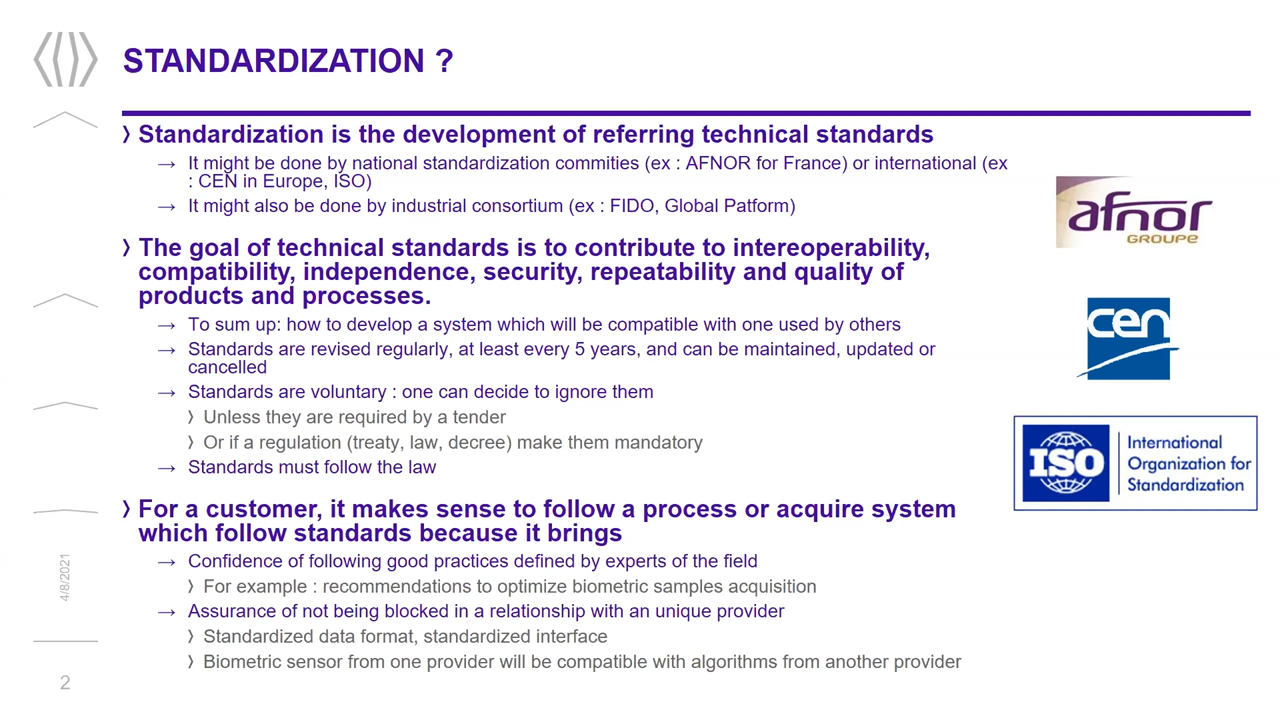 STANDARDIZATION ?
⟩ Standardization is the development of referring technical standards
→ It might be done by national standardization commities (ex : AFNOR for France) or international (ex
: CEN in Europe, ISO)
→ It might also be done by industrial consortium (ex : FIDO, Global Patform)
⟩ The goal of technical standards is to contribute to intereoperability,
compatibility, independence, security, repeatability and quality of
products and processes.
→ To sum up: how to develop a system which will be compatible with one used by others
→ Standards are revised regularly, at least every 5 years, and can be maintained, updated or
cancelled
→ Standards are voluntary : one can decide to ignore them
⟩ Unless they are required by a tender
⟩ Or if a regulation (treaty, law, decree) make them mandatory
→ Standards must follow the law
⟩ For a customer, it makes sense to follow a process or acquire system
which follow standards because it brings
→ Confidence of following good practices defined by experts of the field
⟩ For example : recommendations to optimize biometric samples acquisition
→ Assurance of not being blocked in a relationship with an unique provider
⟩ Standardized data format, standardized interface
⟩ Biometric sensor from one provider will be compatible with algorithms from another provider
afnor
GROUPE
cen
ISO
International
Organization for
Standardization
4/8/2021
2